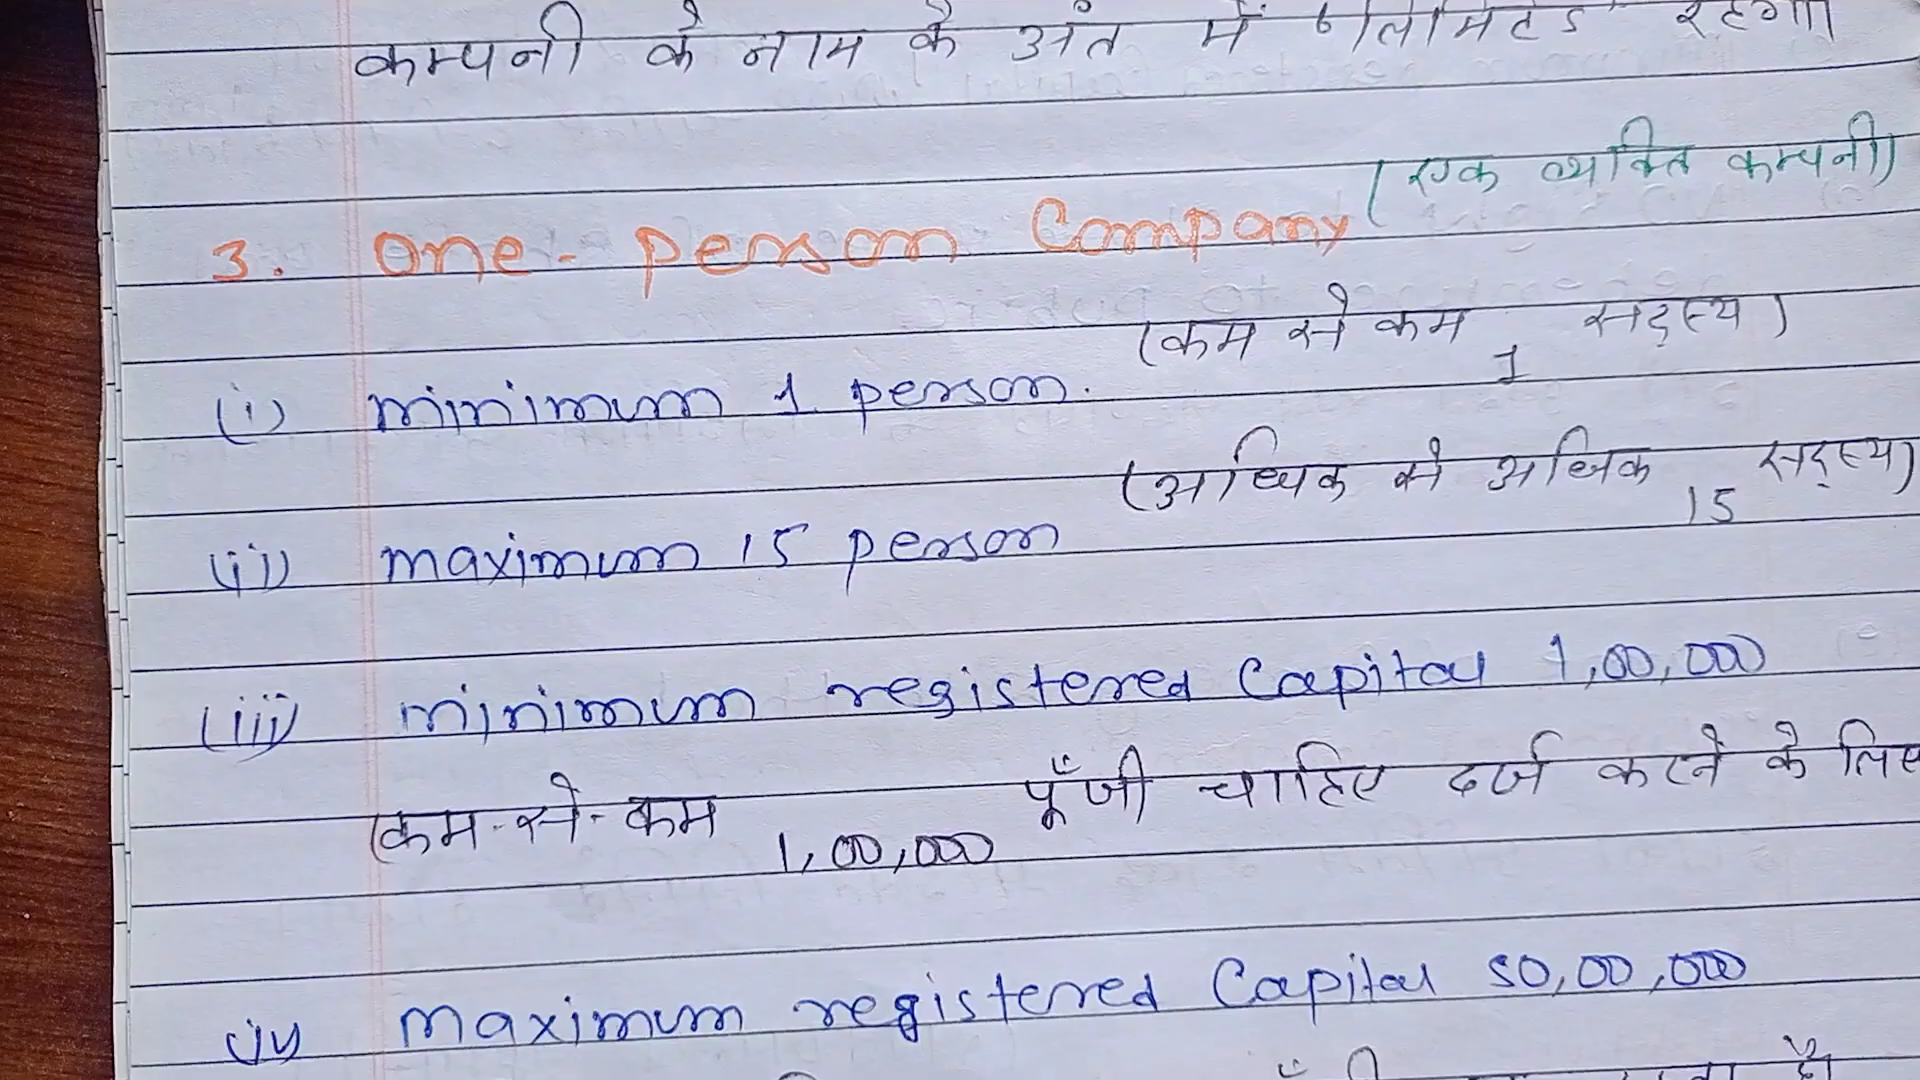 कम्पनी के नाम के अंत में 'लिमिटेड' रहेगा।
(एक व्यक्ति कम्पनी)
3. One-person Company
(कम से कम 1 सदस्य)
(i) minimum 1 person.
(अधिक से अधिक 15 सदस्य)
(ii) maximum 15 person
(iii) minimum registered Capital 1,00,000
(कम-से-कम 1,00,000 पूँजी चाहिए दर्ज करने के लिए
(iv) maximum registered Capital 50,00,000